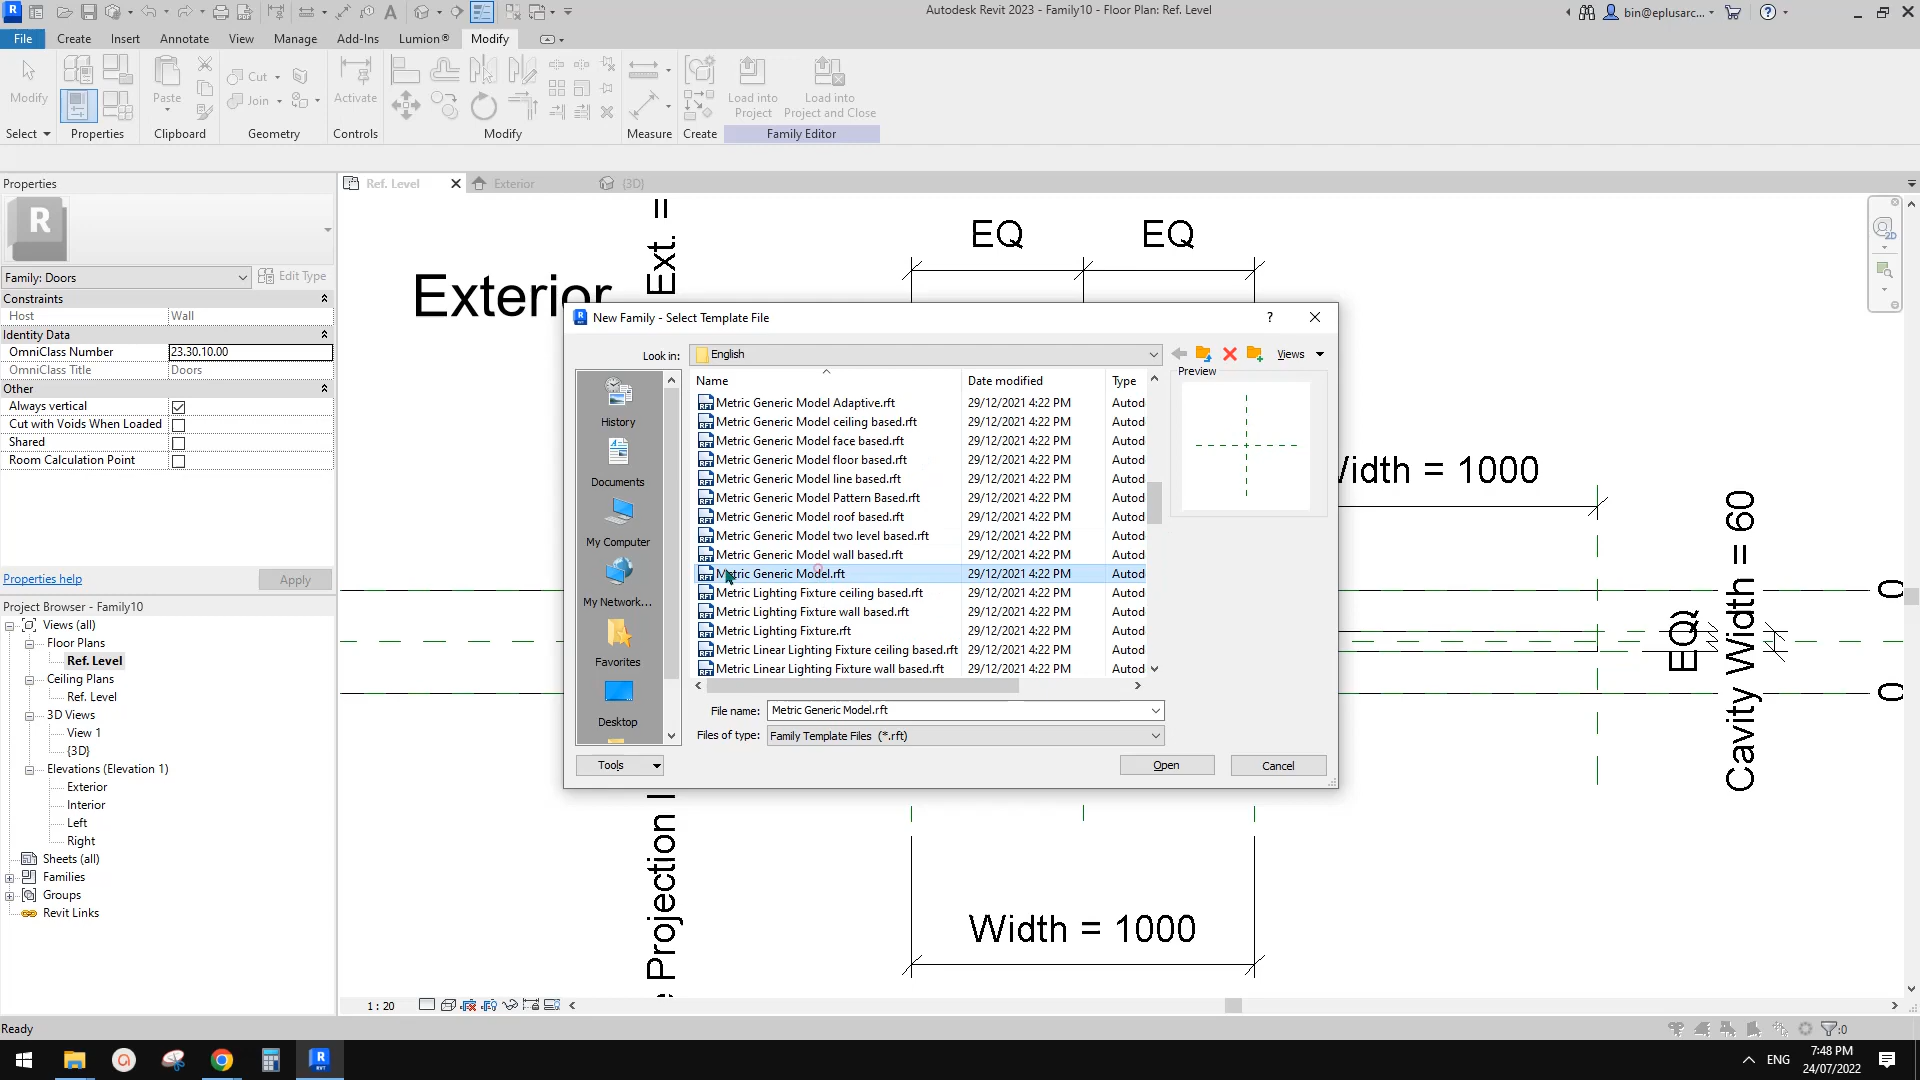 Autodesk Revit 2023 - Family10 - Floor Plan: Ref. Level
bin@eplusarc...
File Create Insert Annotate View Manage Add-Ins Lumion® Modify
Modify
Paste
Cut
Join
Activate
Load into Project
Load into Project and Close
Select Properties Clipboard Geometry Controls Modify Measure Create Family Editor
Properties
R
Family: Doors
Edit Type
Constraints
Host Wall
Identity Data
OmniClass Number 23.30.10.00
OmniClass Title Doors
Other
Always vertical
Cut with Voids When Loaded
Shared
Room Calculation Point
Properties help
Apply
Project Browser - Family10
Views (all)
Floor Plans
Ref. Level
Ceiling Plans
Ref. Level
3D Views
View 1
{3D}
Elevations (Elevation 1)
Exterior
Interior
Left
Right
Sheets (all)
Families
Groups
Revit Links
Ref. Level
Exterior
{3D}
Exterior
Ext. =
EQ EQ
Width = 1000
EQ
Cavity Width = 60
0
0
Projection
Width = 1000
2D
New Family - Select Template File
Look in: English
Views
Name Date modified Type
Metric Generic Model Adaptive.rft 29/12/2021 4:22 PM Autod
Metric Generic Model ceiling based.rft 29/12/2021 4:22 PM Autod
Metric Generic Model face based.rft 29/12/2021 4:22 PM Autod
Metric Generic Model floor based.rft 29/12/2021 4:22 PM Autod
Metric Generic Model line based.rft 29/12/2021 4:22 PM Autod
Metric Generic Model Pattern Based.rft 29/12/2021 4:22 PM Autod
Metric Generic Model roof based.rft 29/12/2021 4:22 PM Autod
Metric Generic Model two level based.rft 29/12/2021 4:22 PM Autod
Metric Generic Model wall based.rft 29/12/2021 4:22 PM Autod
Metric Generic Model.rft 29/12/2021 4:22 PM Autod
Metric Lighting Fixture ceiling based.rft 29/12/2021 4:22 PM Autod
Metric Lighting Fixture wall based.rft 29/12/2021 4:22 PM Autod
Metric Lighting Fixture.rft 29/12/2021 4:22 PM Autod
Metric Linear Lighting Fixture ceiling based.rft 29/12/2021 4:22 PM Autod
Metric Linear Lighting Fixture wall based.rft 29/12/2021 4:22 PM Autod
History
Documents
My Computer
My Network...
Favorites
Desktop
Preview
File name: Metric Generic Model.rft
Files of type: Family Template Files (*.rft)
Tools
Open
Cancel
1 : 20
Ready
:0
ENG
7:48 PM
24/07/2022